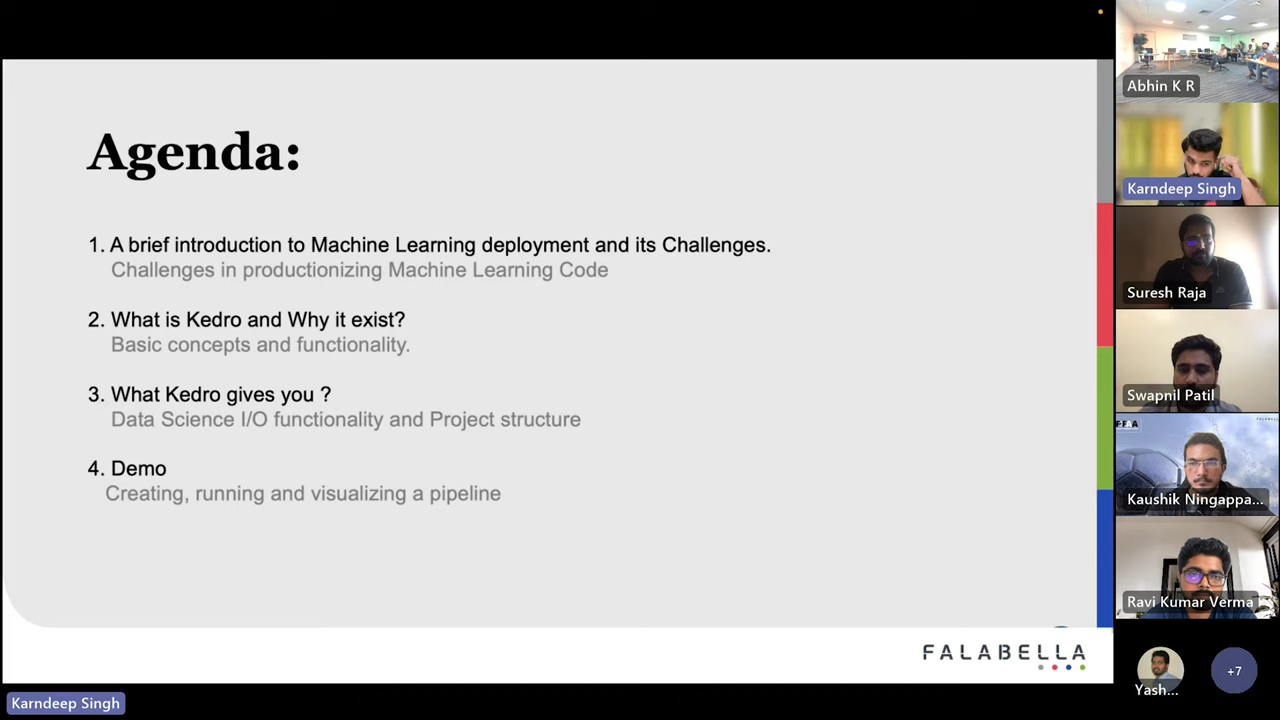 Agenda:
1. A brief introduction to Machine Learning deployment and its Challenges.
Challenges in productionizing Machine Learning Code
2. What is Kedro and Why it exist?
Basic concepts and functionality.
3. What Kedro gives you ?
Data Science I/O functionality and Project structure
4. Demo
Creating, running and visualizing a pipeline
FALABELLA
Karndeep Singh
Abhin K R
Karndeep Singh
Suresh Raja
Swapnil Patil
Kaushik Ningappa...
Ravi Kumar Verma
Yash...
+7